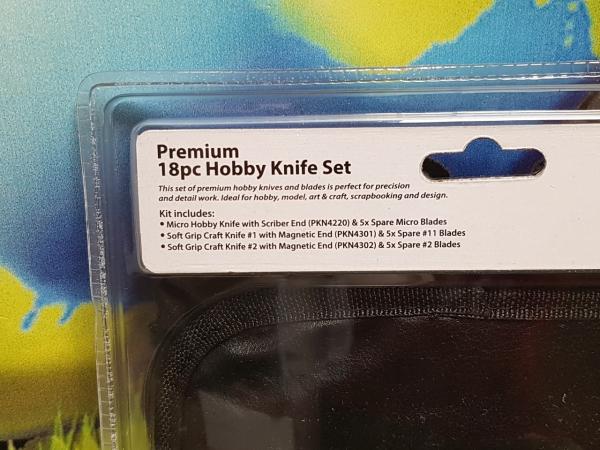 Premium
18pc Hobby Knife Set
This set of premium hobby knives and blades is perfect for precision
and detail work. Ideal for hobby, model, art & craft, scrapbooking and design.
Kit includes:
• Micro Hobby Knife with Scriber End (PKN4220) & 5x Spare Micro Blades
• Soft Grip Craft Knife #1 with Magnetic End (PKN4301) & 5x Spare #11 Blades
• Soft Grip Craft Knife #2 with Magnetic End (PKN4302) & 5x Spare #2 Blades